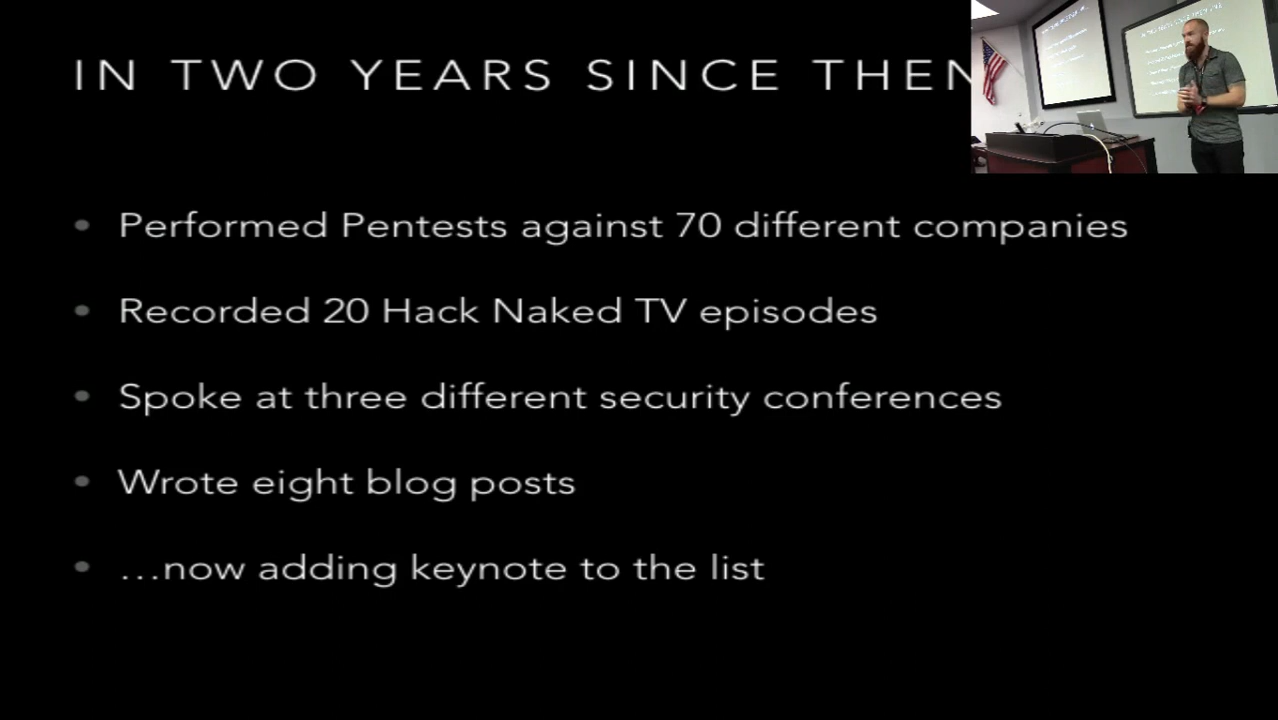 IN TWO YEARS SINCE THEN
• Performed Pentests against 70 different companies
• Recorded 20 Hack Naked TV episodes
• Spoke at three different security conferences
• Wrote eight blog posts
• …now adding keynote to the list